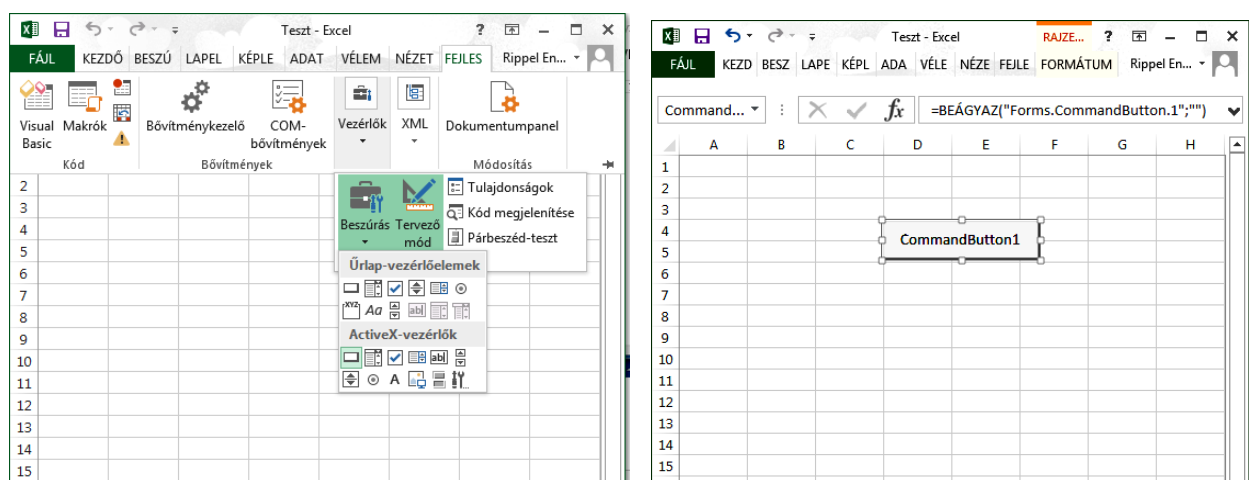 Teszt - Excel
?
FÁJL KEZDŐ BESZÚ LAPEL KÉPLE ADAT VÉLEM NÉZET FEJLES Rippel En...
Visual Basic
Makrók
Bővítménykezelő
COM-bővítmények
Vezérlők
XML
Dokumentumpanel
Kód
Bővítmények
Módosítás
Beszúrás
Tervező mód
Tulajdonságok
Kód megjelenítése
Párbeszéd-teszt
Űrlap-vezérlőelemek
XYZ Aa ab|
ActiveX-vezérlők
ab|
A
2
3
4
5
6
7
8
9
10
11
12
13
14
15
Teszt - Excel
RAJZE...
?
FÁJL KEZD BESZ LAPE KÉPL ADA VÉLE NÉZE FEJLE FORMÁTUM Rippel En...
Command...
fx
=BEÁGYAZ("Forms.CommandButton.1";"")
A B C D E F G H
1
2
3
4
5
6
7
8
9
10
11
12
13
14
15
CommandButton1